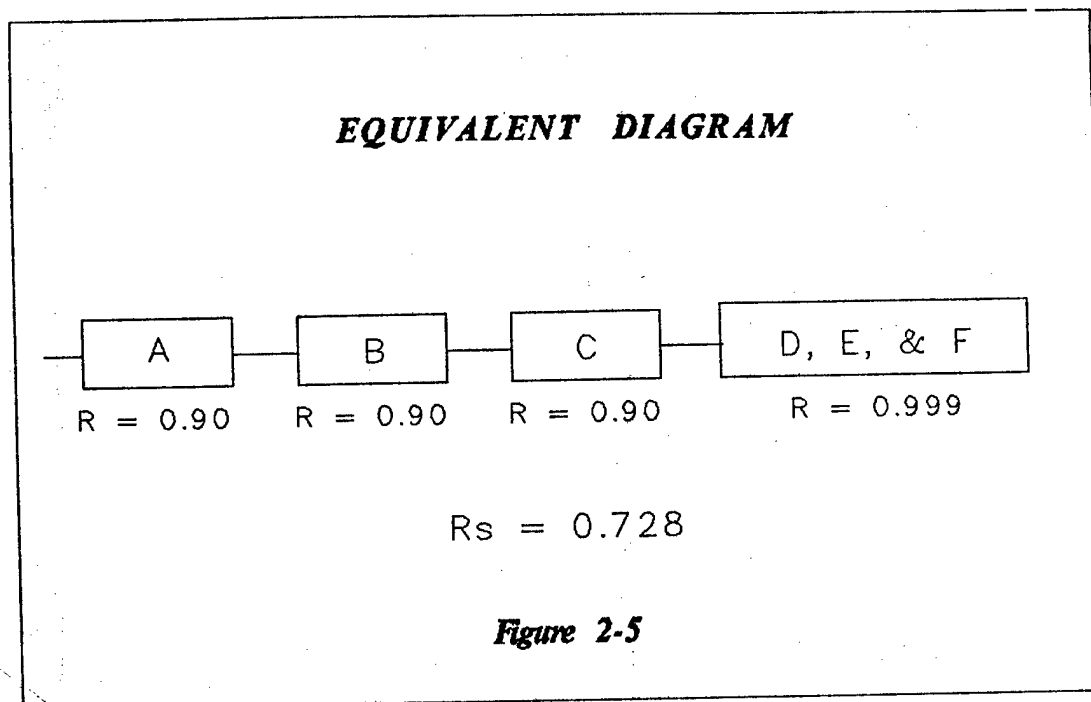 EQUIVALENT DIAGRAM
A B C D, E, & F
R = 0.90 R = 0.90 R = 0.90 R = 0.999
Rs = 0.728
Figure 2-5